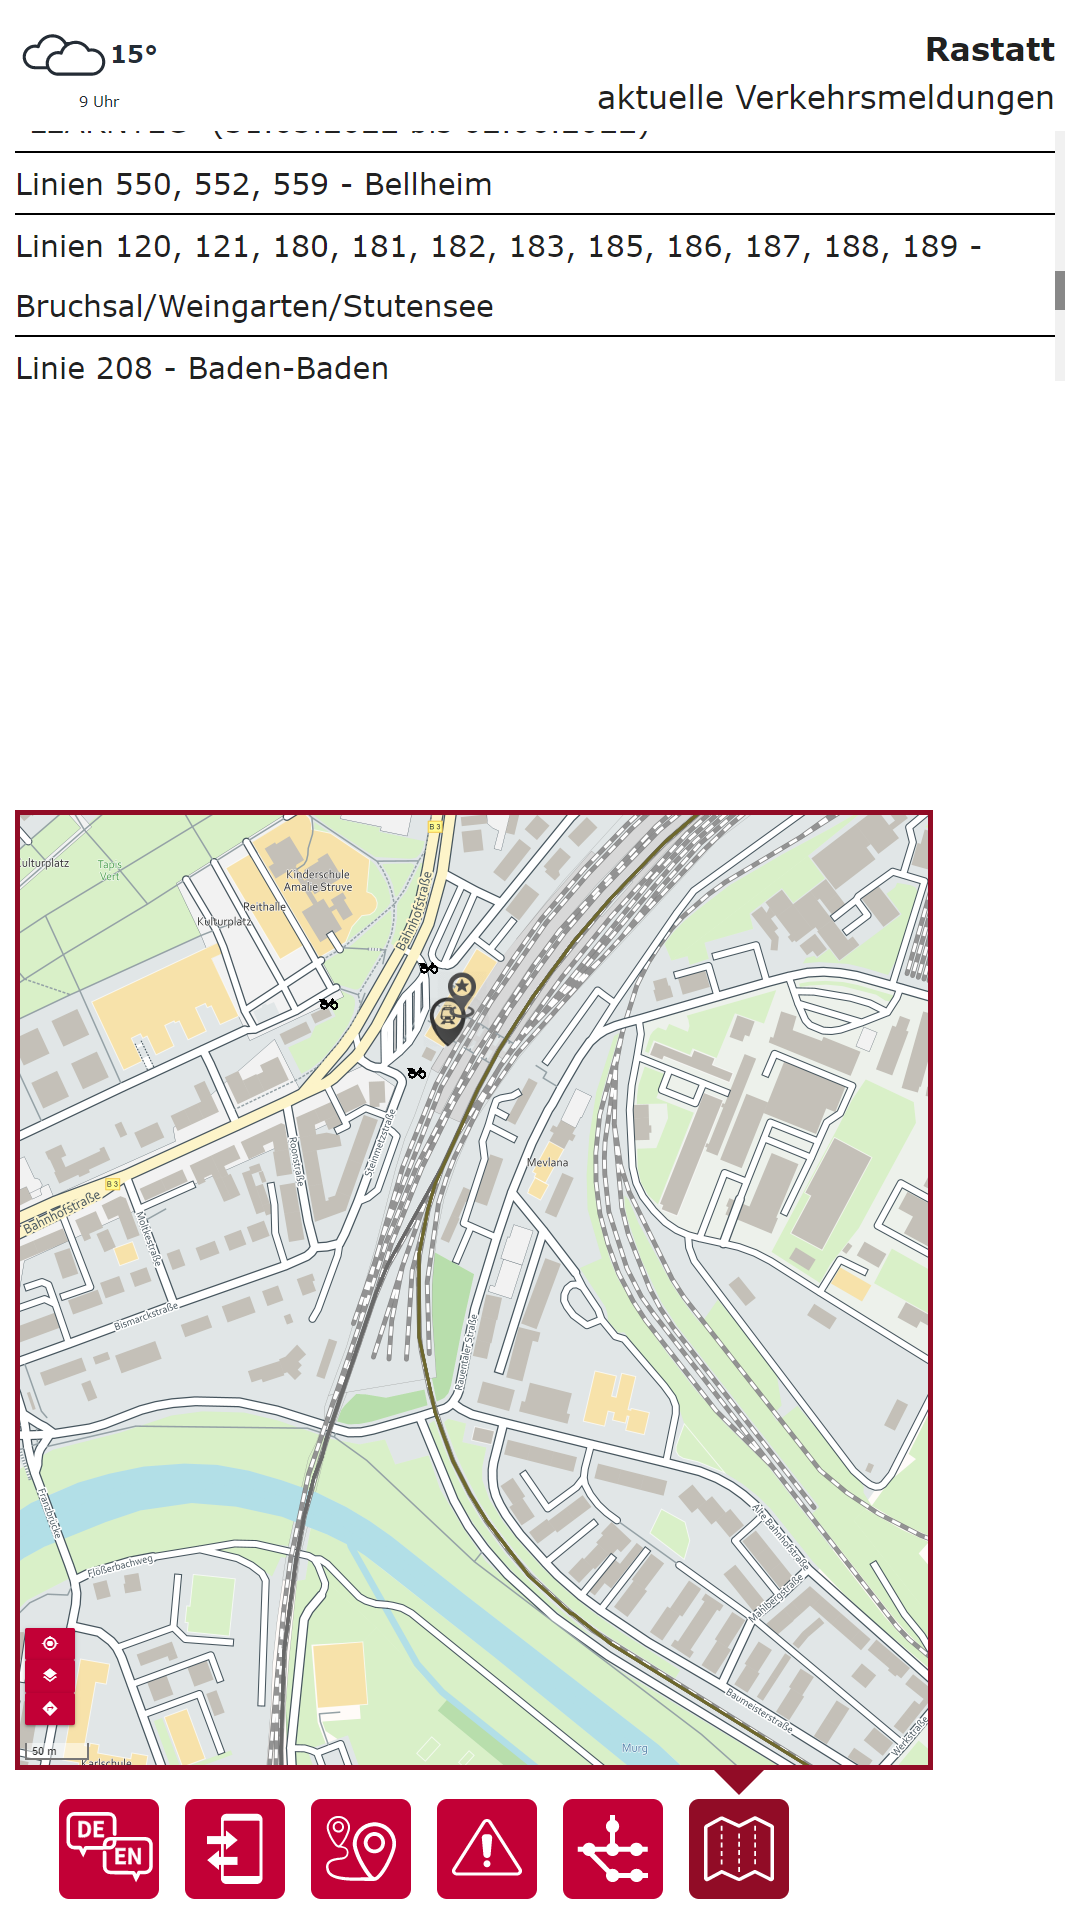 15°
9 Uhr
Rastatt
aktuelle Verkehrsmeldungen
Linien 550, 552, 559 - Bellheim
Linien 120, 121, 180, 181, 182, 183, 185, 186, 187, 188, 189 -
Bruchsal/Weingarten/Stutensee
Linie 208 - Baden-Baden
B 3
ulturplatz
Tapis
Vert
Kinderschule
Amalie Struve
Reithalle
Kulturplatz
Bahnhofstraße
Steinmetzstraße
Roonstraße
Mevlana
B 3
Bahnhofstraße
Moltkestraße
Bismarckstraße
Rauentaler Straße
Franzbrücke
Floßerbachweg
Alte Bahnhofstraße
Mahlbergstraße
Baumeisterstraße
Werkstraße
Murg
50 m
Karlschule
DE
EN